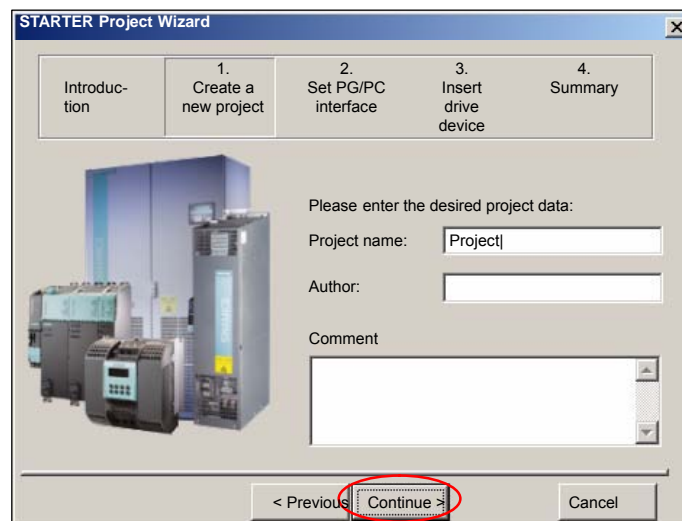 STARTER Project Wizard
Introduc-
tion
1.
Create a
new project
2.
Set PG/PC
interface
3.
Insert
drive
device
4.
Summary
Please enter the desired project data:
Project name:
Project
Author:
Comment
< Previous
Continue >
Cancel